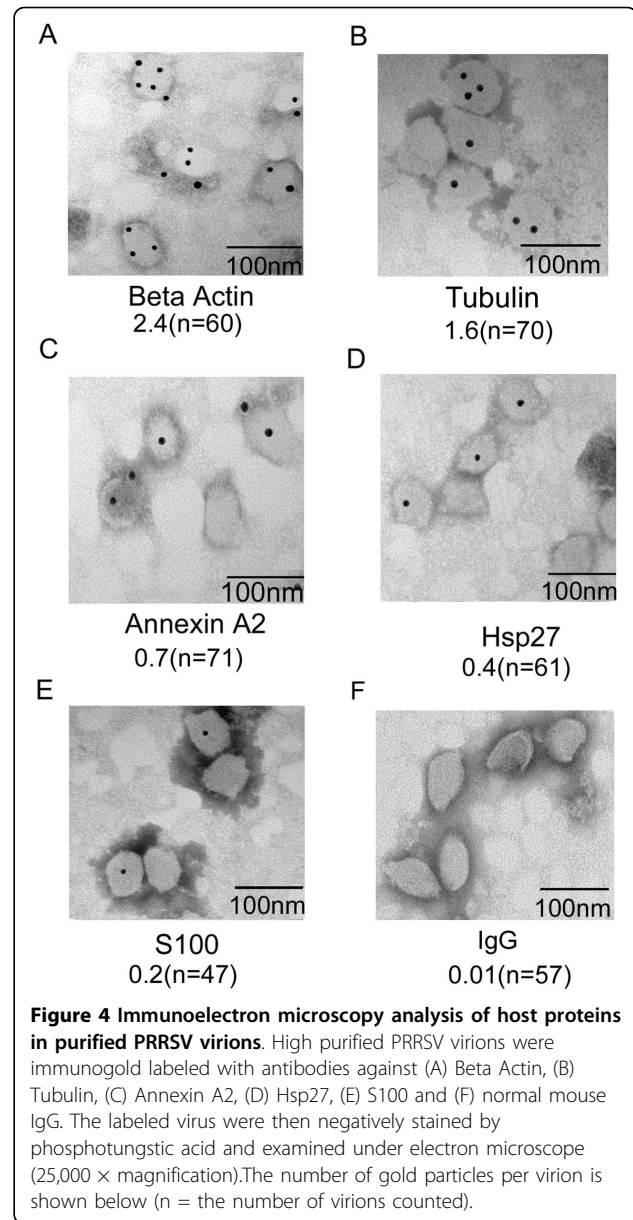 A
B
100nm
100nm
Beta Actin
Tubulin
2.4(n=60)
1.6(n=70)
C
D
100nm
100nm
Annexin A2
Hsp27
0.7(n=71)
0.4(n=61)
E
F
100nm
100nm
S100
IgG
0.2(n=47)
0.01(n=57)
Figure 4 Immunoelectron microscopy analysis of host proteins
in purified PRRSV virions. High purified PRRSV virions were
immunogold labeled with antibodies against (A) Beta Actin, (B)
Tubulin, (C) Annexin A2, (D) Hsp27, (E) S100 and (F) normal mouse
IgG. The labeled virus were then negatively stained by
phosphotungstic acid and examined under electron microscope
(25,000 × magnification).The number of gold particles per virion is
shown below (n = the number of virions counted).